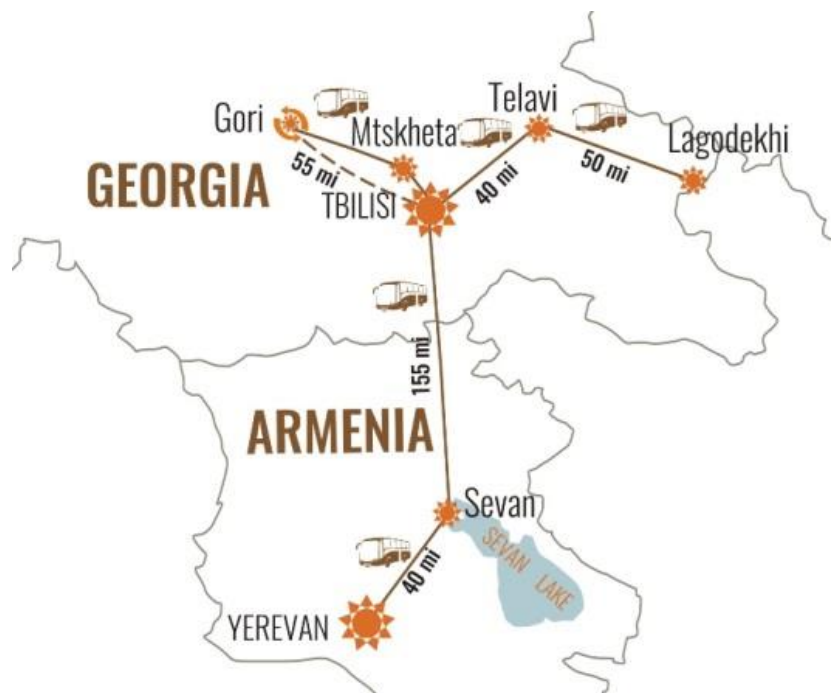 Telavi
Gori
Mtskheta
Lagodekhi
55 mi
50 mi
40 mi
GEORGIA
TBILISI
155 mi
ARMENIA
Sevan
SEVAN LAKE
40 mi
YEREVAN